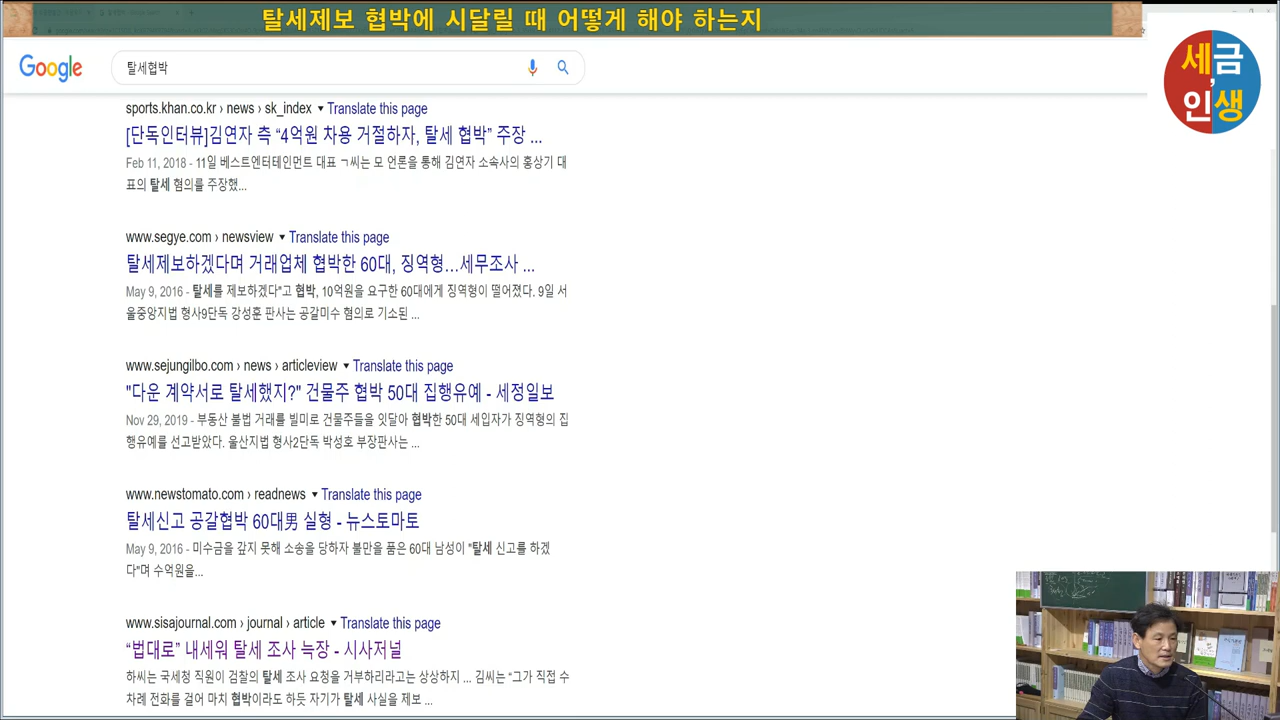 탈세제보 협박에 시달릴 때 어떻게 해야 하는지
세금,
인생
Google
탈세협박
sports.khan.co.kr › news › sk_index ▼ Translate this page
[단독인터뷰]김연자 측 “4억원 차용 거절하자, 탈세 협박” 주장 ...
Feb 11, 2018 - 11일 베스트엔터테인먼트 대표 ㄱ씨는 모 언론을 통해 김연자 소속사의 홍상기 대
표의 탈세 혐의를 주장했...
www.segye.com › newsview ▼ Translate this page
탈세제보하겠다며 거래업체 협박한 60대, 징역형…세무조사 ...
May 9, 2016 - 탈세를 제보하겠다"고 협박, 10억원을 요구한 60대에게 징역형이 떨어졌다. 9일 서
울중앙지법 형사9단독 강성훈 판사는 공갈미수 혐의로 기소된 ...
www.sejungilbo.com › news › articleview ▼ Translate this page
"다운 계약서로 탈세했지?" 건물주 협박 50대 집행유예 - 세정일보
Nov 29, 2019 - 부동산 불법 거래를 빌미로 건물주들을 잇달아 협박한 50대 세입자가 징역형의 집
행유예를 선고받았다. 울산지법 형사2단독 박성호 부장판사는 ...
www.newstomato.com › readnews ▼ Translate this page
탈세신고 공갈협박 60대男 실형 - 뉴스토마토
May 9, 2016 - 미수금을 갚지 못해 소송을 당하자 불만을 품은 60대 남성이 "탈세 신고를 하겠
다"며 수억원을...
www.sisajournal.com › journal › article ▼ Translate this page
“법대로” 내세워 탈세 조사 늑장 - 시사저널
하씨는 국세청 직원이 검찰의 탈세 조사 요청을 거부하리라고는 상상하지 ... 김씨는 “그가 직접 수
차례 전화를 걸어 마치 협박이라도 하듯 자기가 탈세 사실을 제보 ...